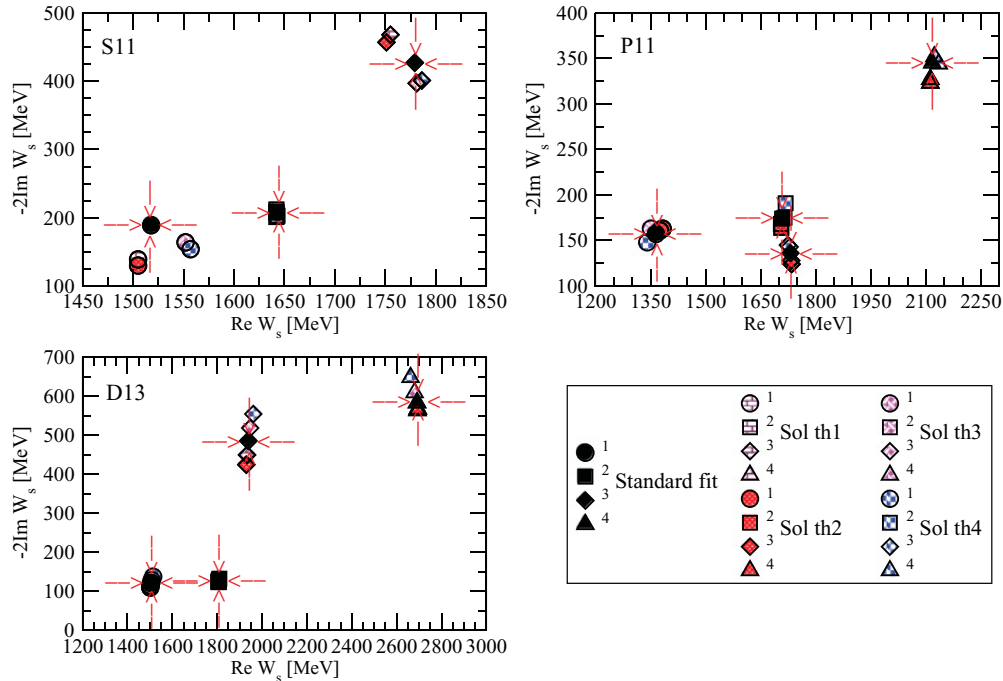 S11
-2Im W_s [MeV]
500
400
300
200
100
1450 1500 1550 1600 1650 1700 1750 1800 1850
Re W_s [MeV]
P11
-2Im W_s [MeV]
400
350
300
250
200
150
100
1200 1350 1500 1650 1800 1950 2100 2250
Re W_s [MeV]
D13
-2Im W_s [MeV]
700
600
500
400
300
200
100
0
1200 1400 1600 1800 2000 2200 2400 2600 2800 3000
Re W_s [MeV]
1
2 Standard fit
3
4
1
2 Sol th1
3
4
1
2 Sol th2
3
4
1
2 Sol th3
3
4
1
2 Sol th4
3
4